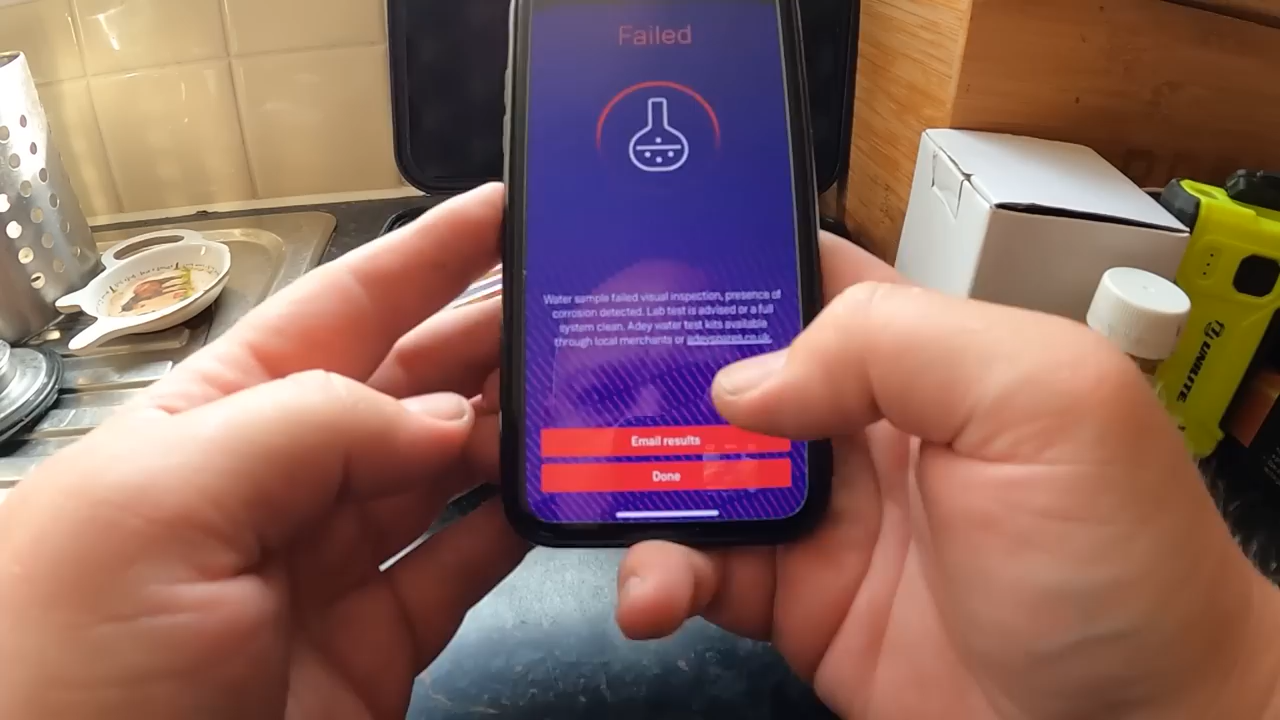 Failed
Water sample failed visual inspection, presence of
corrosion detected. Lab test is advised or a full
system clean. Adey water test kits available
through local merchants or adeyspares.co.uk.
Email results
Done
UNILITE